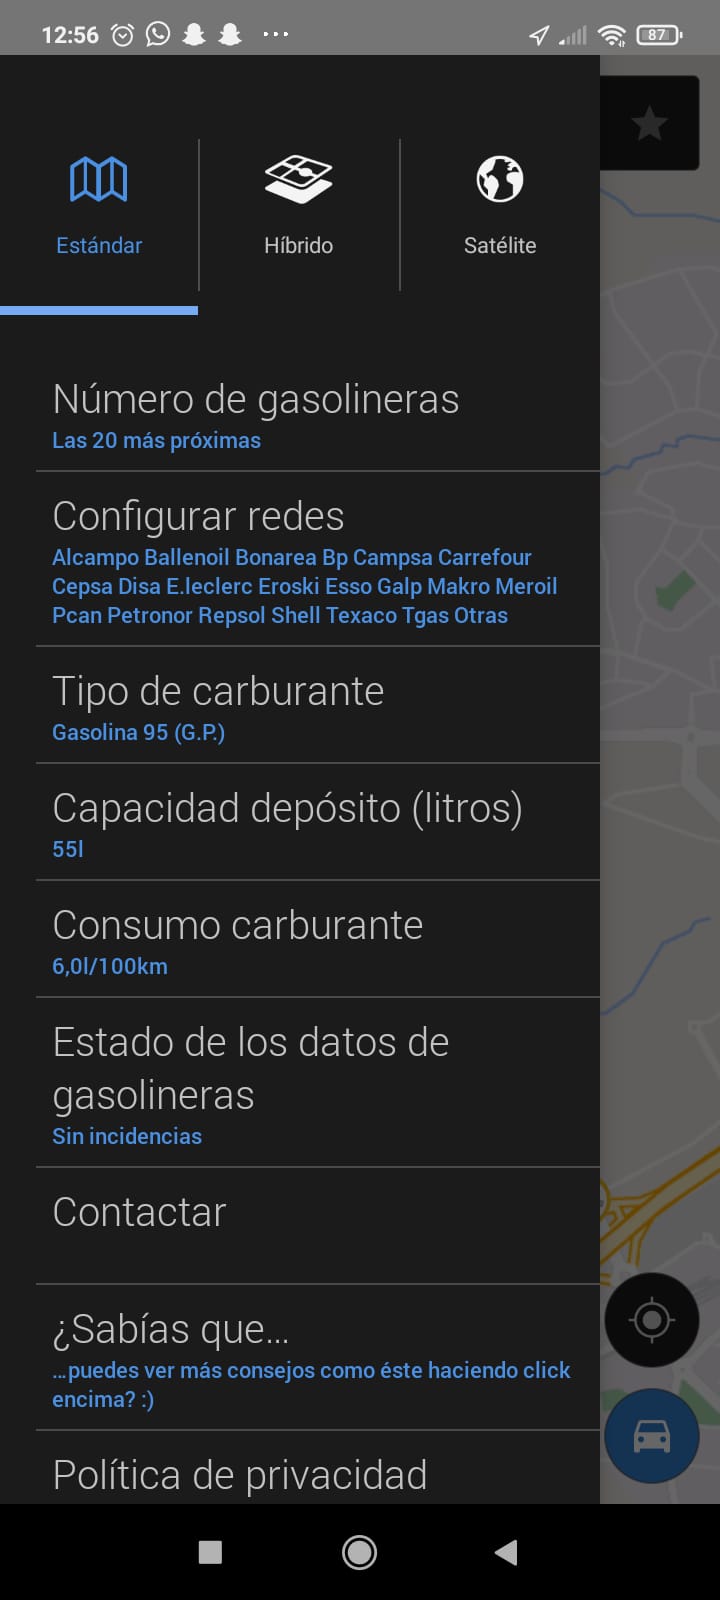 12:56
87
Estándar
Híbrido
Satélite
Número de gasolineras
Las 20 más próximas
Configurar redes
Alcampo Ballenoil Bonarea Bp Campsa Carrefour
Cepsa Disa E.leclerc Eroski Esso Galp Makro Meroil
Pcan Petronor Repsol Shell Texaco Tgas Otras
Tipo de carburante
Gasolina 95 (G.P.)
Capacidad depósito (litros)
55l
Consumo carburante
6,0l/100km
Estado de los datos de
gasolineras
Sin incidencias
Contactar
¿Sabías que...
...puedes ver más consejos como éste haciendo click
encima? :)
Política de privacidad